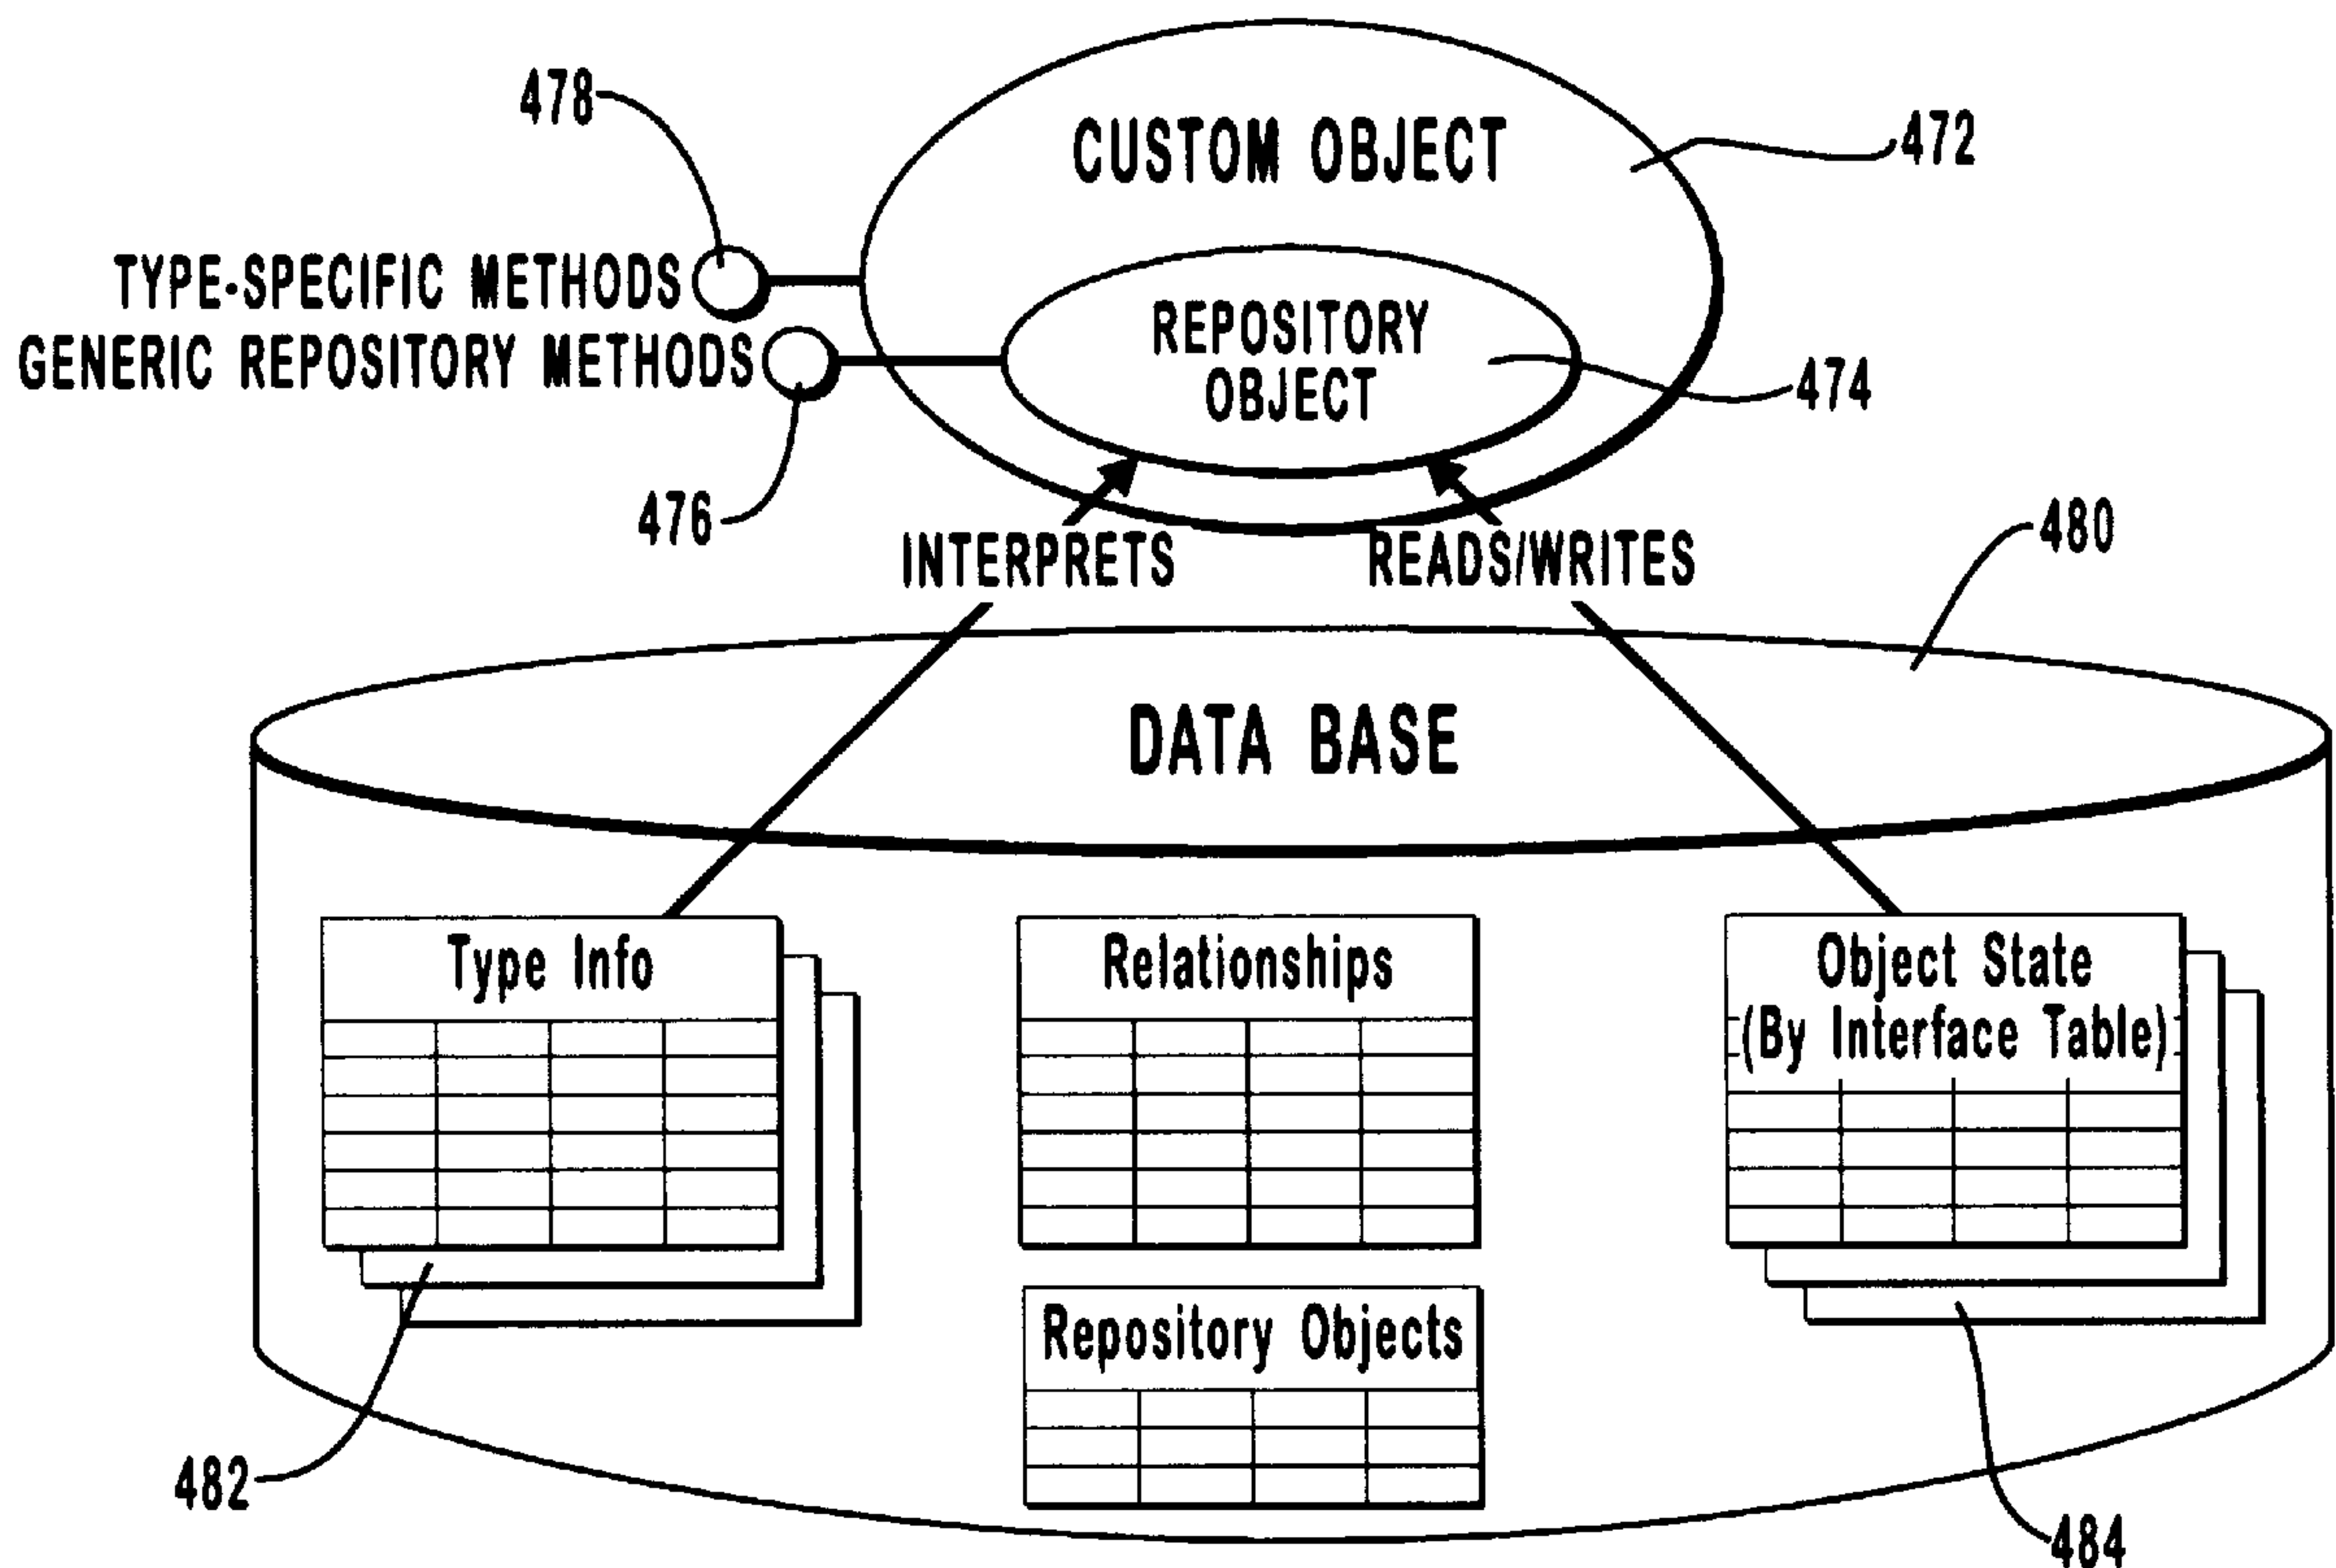 478
CUSTOM OBJECT
472
TYPE-SPECIFIC METHODS
GENERIC REPOSITORY METHODS
REPOSITORY
OBJECT
474
476
INTERPRETS
READS/WRITES
480
DATA BASE
Type Info
Relationships
Object State
(By Interface Table)
Repository Objects
482
484